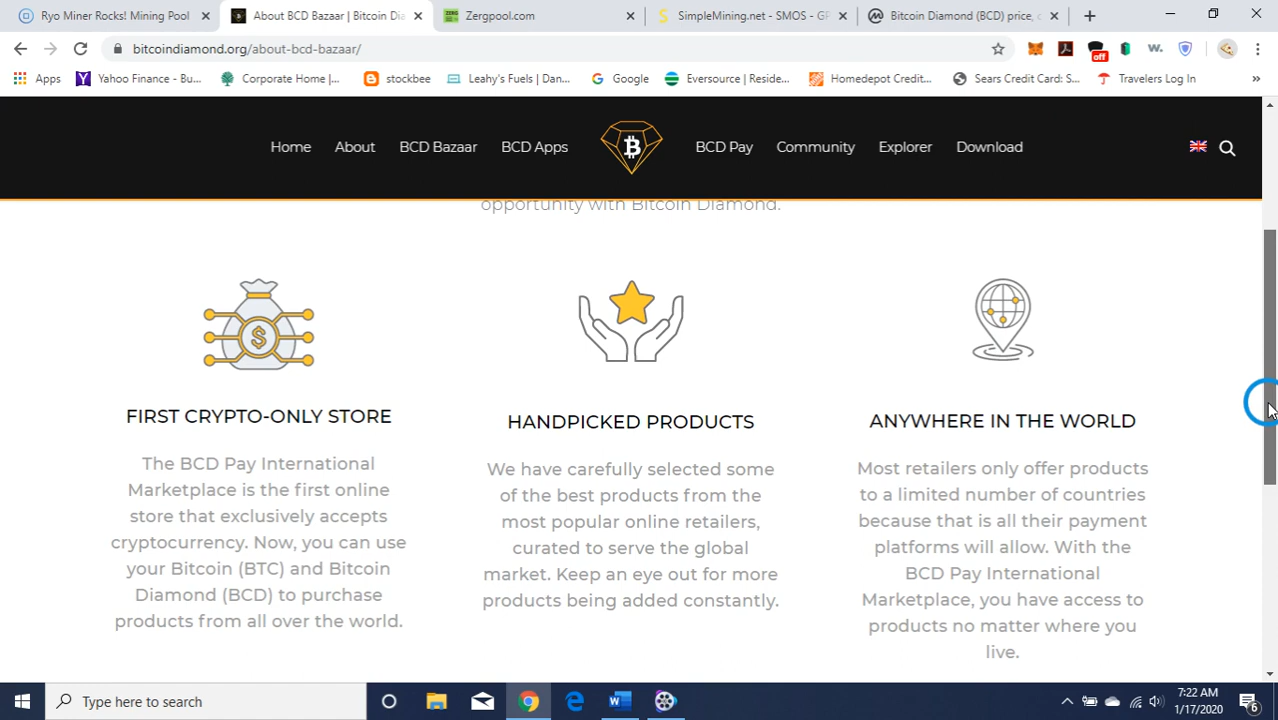 Ryo Miner Rocks! Mining Pool
About BCD Bazaar | Bitcoin Dia
Zergpool.com
SimpleMining.net - SMOS - GP
Bitcoin Diamond (BCD) price, c
bitcoindiamond.org/about-bcd-bazaar/
off
w.
Apps
Yahoo Finance - Bu...
Corporate Home |...
stockbee
Leahy's Fuels | Dan...
Google
Eversource | Reside...
Homedepot Credit...
Sears Credit Card: S...
Travelers Log In
Home
About
BCD Bazaar
BCD Apps
BCD Pay
Community
Explorer
Download
opportunity with Bitcoin Diamond.
FIRST CRYPTO-ONLY STORE
The BCD Pay International
Marketplace is the first online
store that exclusively accepts
cryptocurrency. Now, you can use
your Bitcoin (BTC) and Bitcoin
Diamond (BCD) to purchase
products from all over the world.
HANDPICKED PRODUCTS
We have carefully selected some
of the best products from the
most popular online retailers,
curated to serve the global
market. Keep an eye out for more
products being added constantly.
ANYWHERE IN THE WORLD
Most retailers only offer products
to a limited number of countries
because that is all their payment
platforms will allow. With the
BCD Pay International
Marketplace, you have access to
products no matter where you
live.
Type here to search
7:22 AM
1/17/2020
6